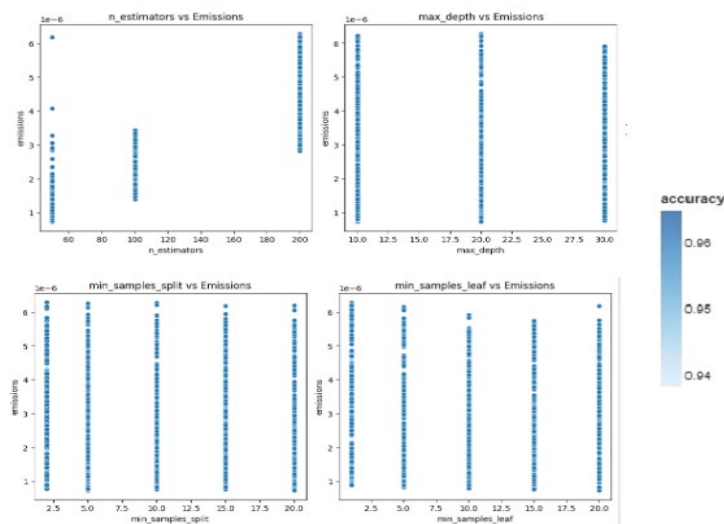 n_estimators vs Emissions
1e-6
6
5
4
3
2
1
emissions
60 80 100 120 140 160 180 200
n_estimators
max_depth vs Emissions
1e-6
6
5
4
3
2
1
emissions
10.0 12.5 15.0 17.5 20.0 22.5 25.0 27.5 30.0
max_depth
accuracy
0.96
0.95
0.94
min_samples_split vs Emissions
1e-6
6
5
4
3
2
1
emissions
2.5 5.0 7.5 10.0 12.5 15.0 17.5 20.0
min_samples_split
min_samples_leaf vs Emissions
1e-6
6
5
4
3
2
1
emissions
2.5 5.0 7.5 10.0 12.5 15.0 17.5 20.0
min_samples_leaf